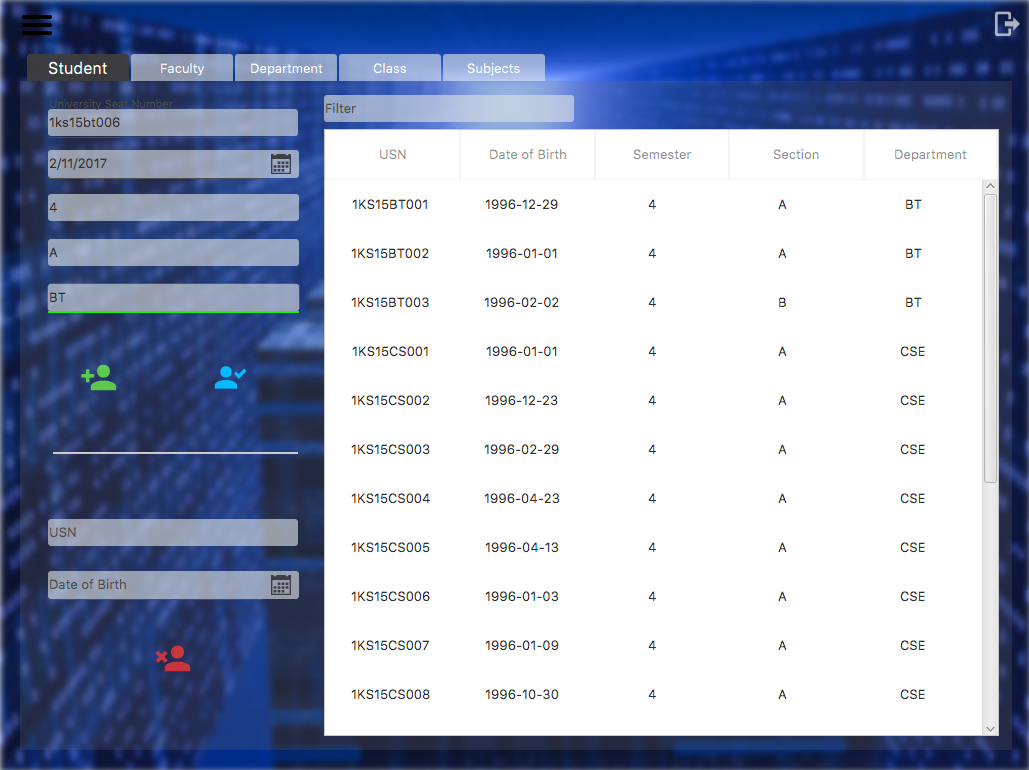 Student Faculty Department Class Subjects
University Seat Number
1ks15bt006
2/11/2017
4
A
BT
USN
Date of Birth
Filter
USN Date of Birth Semester Section Department
1KS15BT001 1996-12-29 4 A BT
1KS15BT002 1996-01-01 4 A BT
1KS15BT003 1996-02-02 4 B BT
1KS15CS001 1996-01-01 4 A CSE
1KS15CS002 1996-12-23 4 A CSE
1KS15CS003 1996-02-29 4 A CSE
1KS15CS004 1996-04-23 4 A CSE
1KS15CS005 1996-04-13 4 A CSE
1KS15CS006 1996-01-03 4 A CSE
1KS15CS007 1996-01-09 4 A CSE
1KS15CS008 1996-10-30 4 A CSE